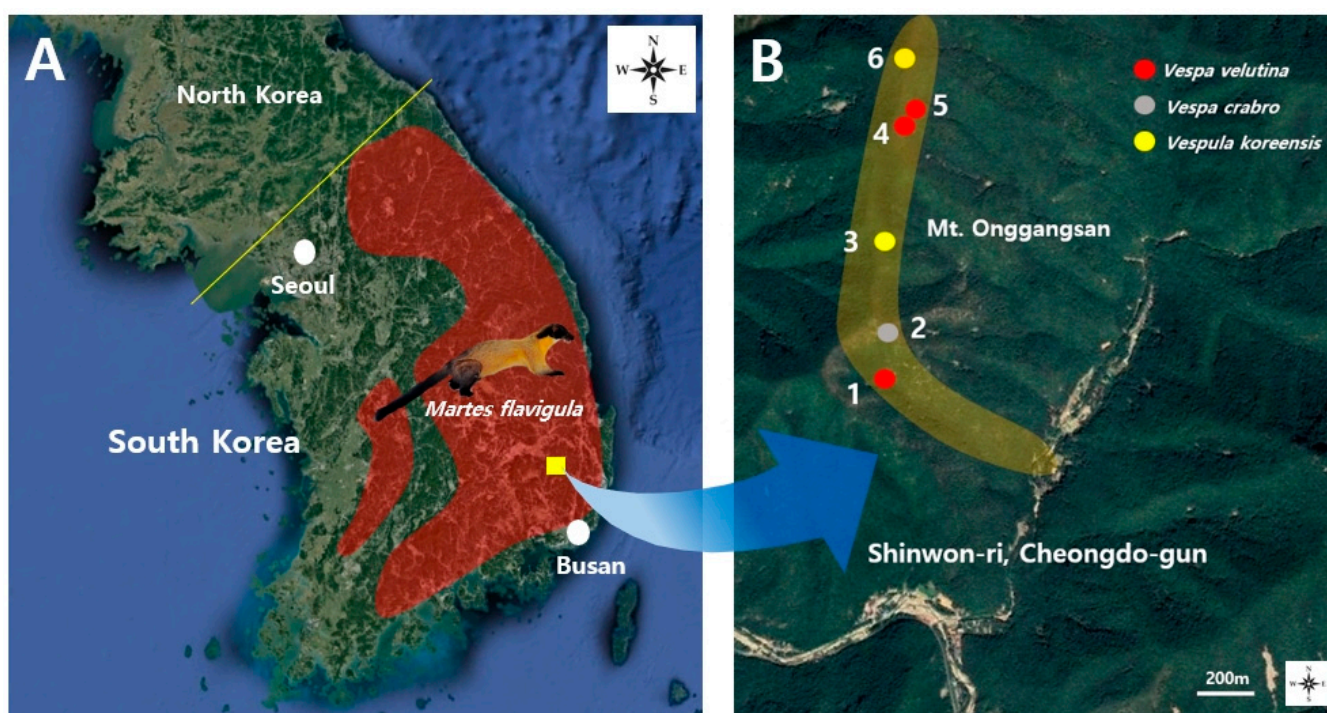 A
N
W E
S
North Korea
Seoul
Martes flavigula
South Korea
Busan
B
6
5
4
3
2
1
Vespa velutina
Vespa crabro
Vespula koreensis
Mt. Onggangsan
Shinwon-ri, Cheongdo-gun
200m
N
W E
S